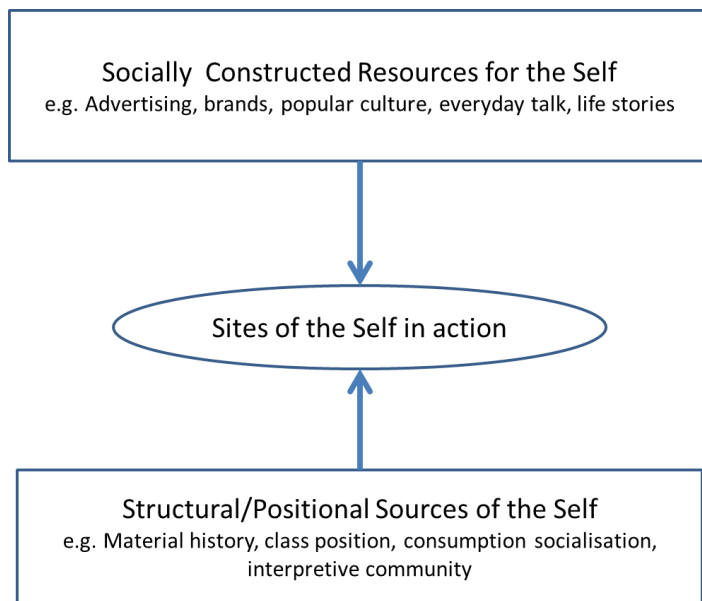 Socially Constructed Resources for the Self
e.g. Advertising, brands, popular culture, everyday talk, life stories
Sites of the Self in action
Structural/Positional Sources of the Self
e.g. Material history, class position, consumption socialisation,
interpretive community